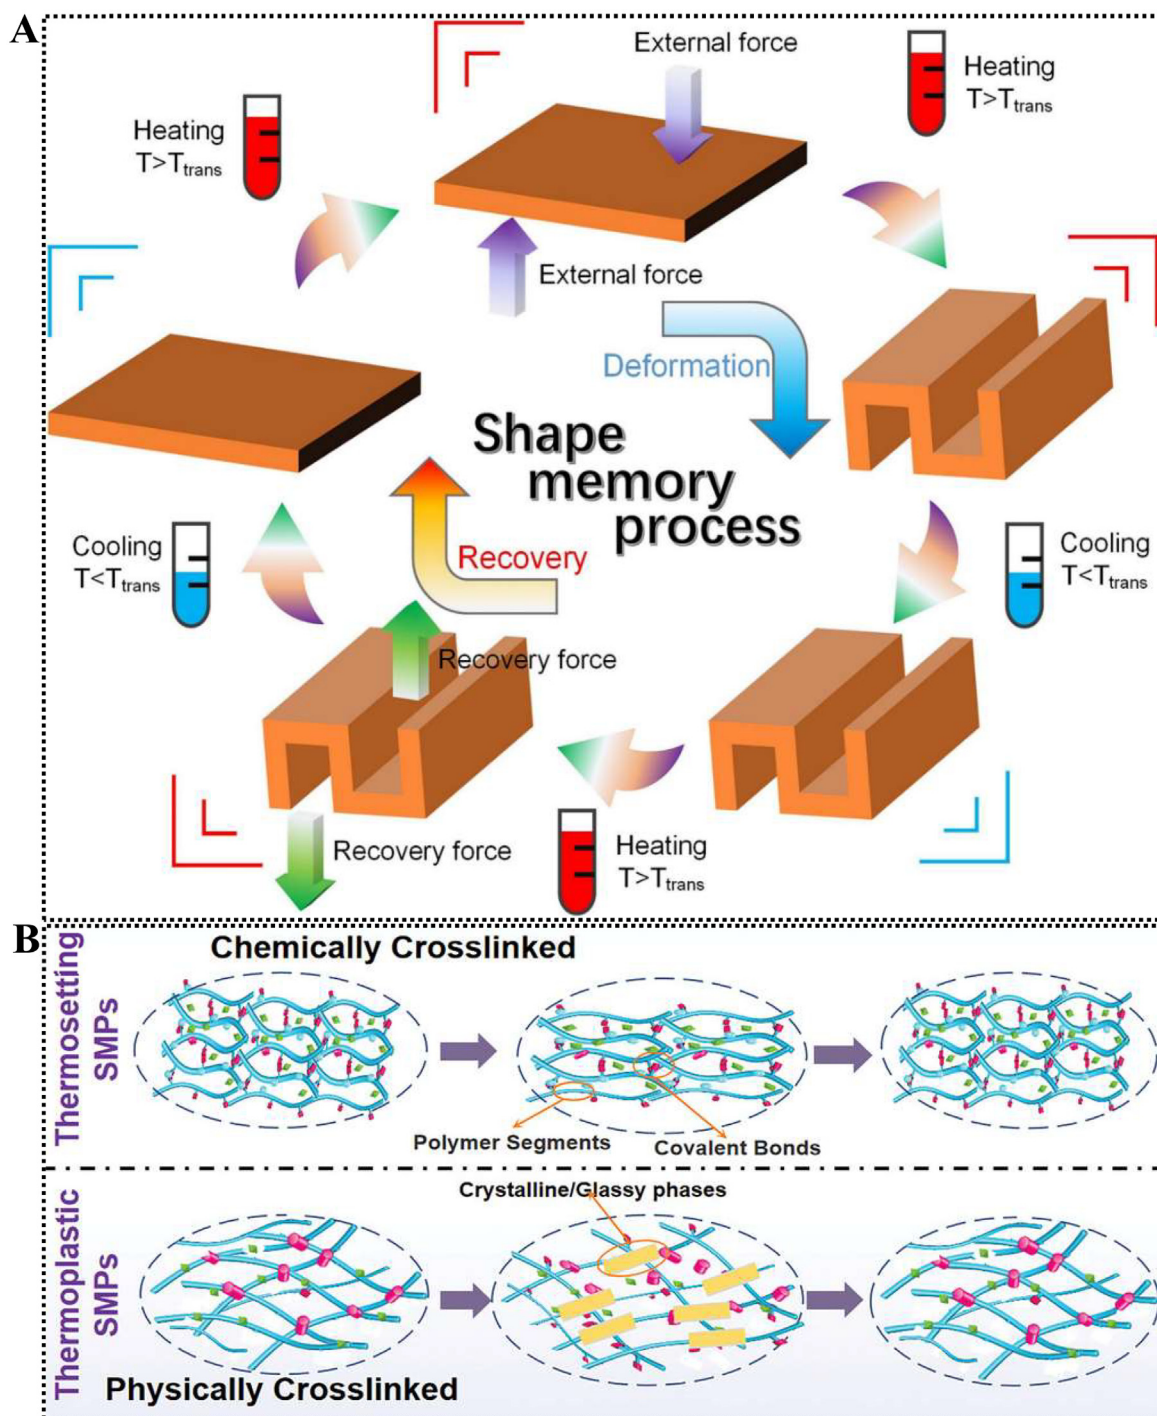 A
External force
Heating
T>Ttrans
Heating
T>Ttrans
External force
Deformation
Shape
memory
process
Cooling
T<Ttrans
Recovery
Cooling
T<Ttrans
Recovery force
Recovery force
Heating
T>Ttrans
B
Thermosetting
SMPs
Chemically Crosslinked
Polymer Segments
Covalent Bonds
Thermoplastic
SMPs
Crystalline/Glassy phases
Physically Crosslinked